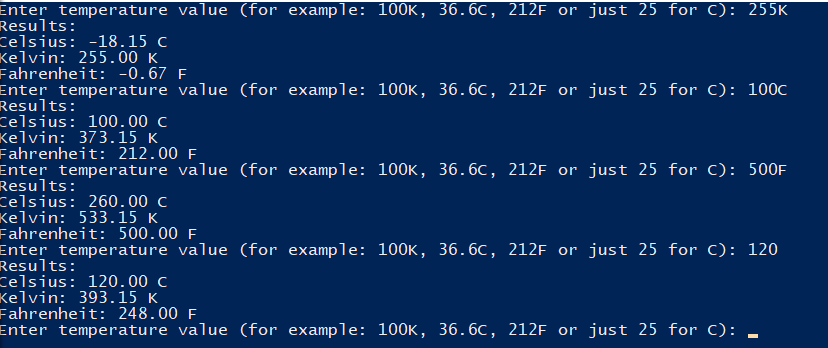 Enter temperature value (for example: 100K, 36.6C, 212F or just 25 for C): 255K
Results:
Celsius: -18.15 C
Kelvin: 255.00 K
Fahrenheit: -0.67 F
Enter temperature value (for example: 100K, 36.6C, 212F or just 25 for C): 100C
Results:
Celsius: 100.00 C
Kelvin: 373.15 K
Fahrenheit: 212.00 F
Enter temperature value (for example: 100K, 36.6C, 212F or just 25 for C): 500F
Results:
Celsius: 260.00 C
Kelvin: 533.15 K
Fahrenheit: 500.00 F
Enter temperature value (for example: 100K, 36.6C, 212F or just 25 for C): 120
Results:
Celsius: 120.00 C
Kelvin: 393.15 K
Fahrenheit: 248.00 F
Enter temperature value (for example: 100K, 36.6C, 212F or just 25 for C): _